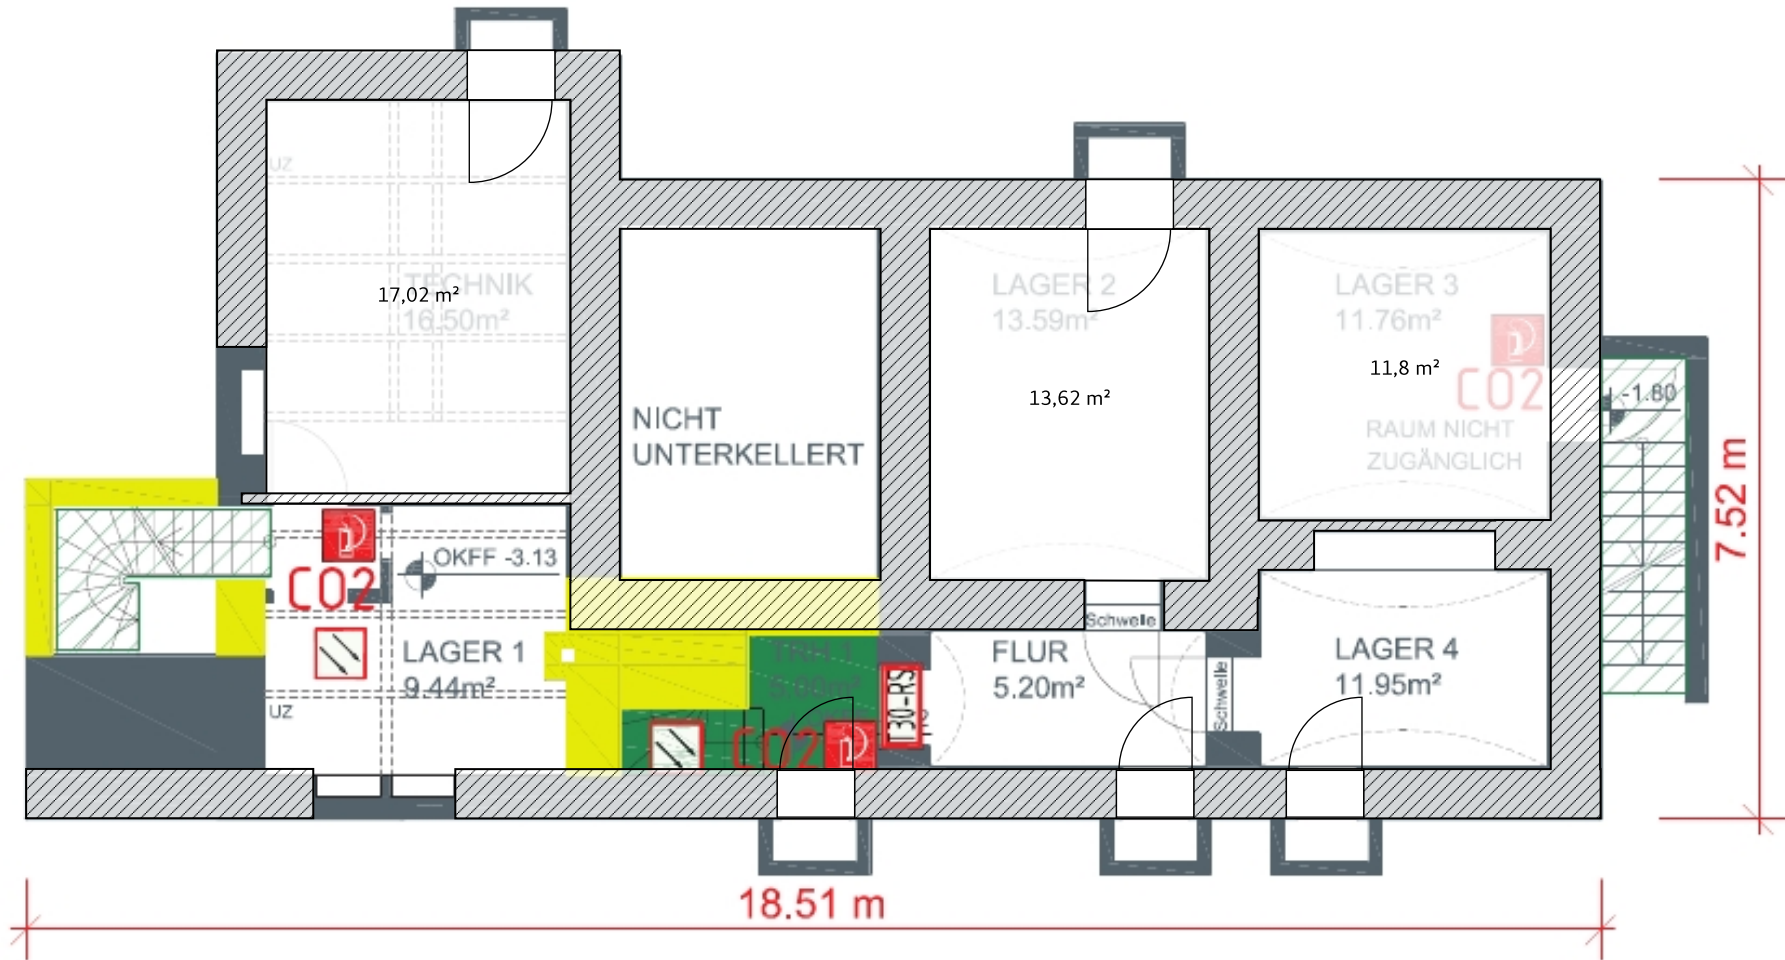 UZ
TECHNIK
17,02 m²
16.50m²
NICHT
UNTERKELLERT
LAGER 2
13.59m²
13,62 m²
LAGER 3
11.76m²
11,8 m²
CO2
RAUM NICHT
ZUGÄNGLICH
-1.80
7.52 m
OKFF -3.13
CO2
LAGER 1
9.44m²
UZ
TRH 1
CO2
T30-RS
Schwelle
FLUR
5.20m²
Schwelle
LAGER 4
11.95m²
18.51 m